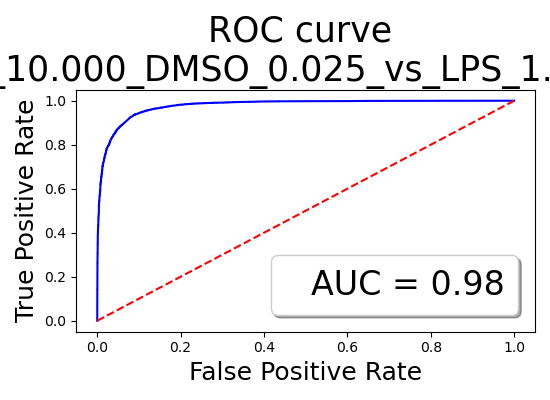 ROC curve
_10.000_DMSO_0.025_vs_LPS_1.
True Positive Rate
1.0
0.8
0.6
0.4
0.2
0.0
AUC = 0.98
0.0 0.2 0.4 0.6 0.8 1.0
False Positive Rate